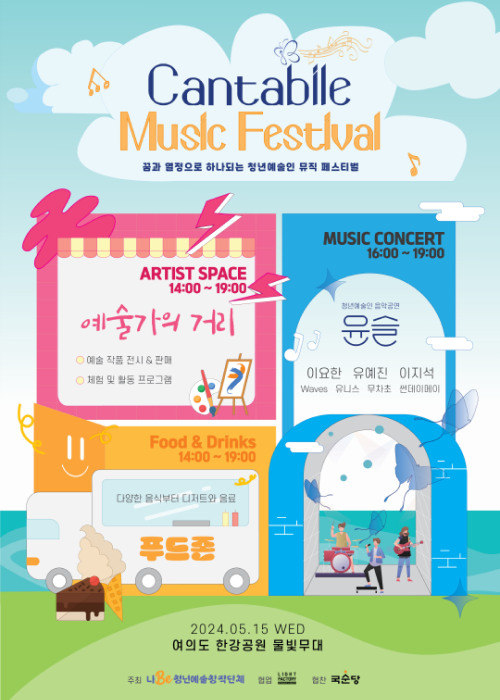 Cantabile
Music Festival
꿈과 열정으로 하나되는 청년예술인 뮤직 페스티벌
ARTIST SPACE
14:00 ~ 19:00
예술가의 거리
예술 작품 전시 & 판매
체험 및 활동 프로그램
MUSIC CONCERT
16:00 ~ 19:00
청년예술인 음악공연
윤슬
이요한 유예진 이지석
Waves 유니스 무차초 썬데이메이
Food & Drinks
14:00 ~ 19:00
다양한 음식부터 디저트와 음료
푸드존
2024.05.15 WED
여의도 한강공원 물빛무대
주최 나Be 청년예술창작단체 협업 LIGHT FACTORY 협찬 국순당